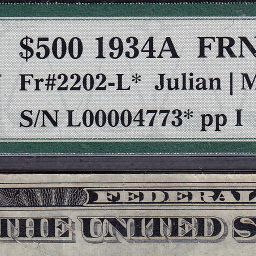 $500 1934A FRN
Fr#2202-L* Julian | M
S/N L00004773* pp I
FEDERAL
THE UNITED S